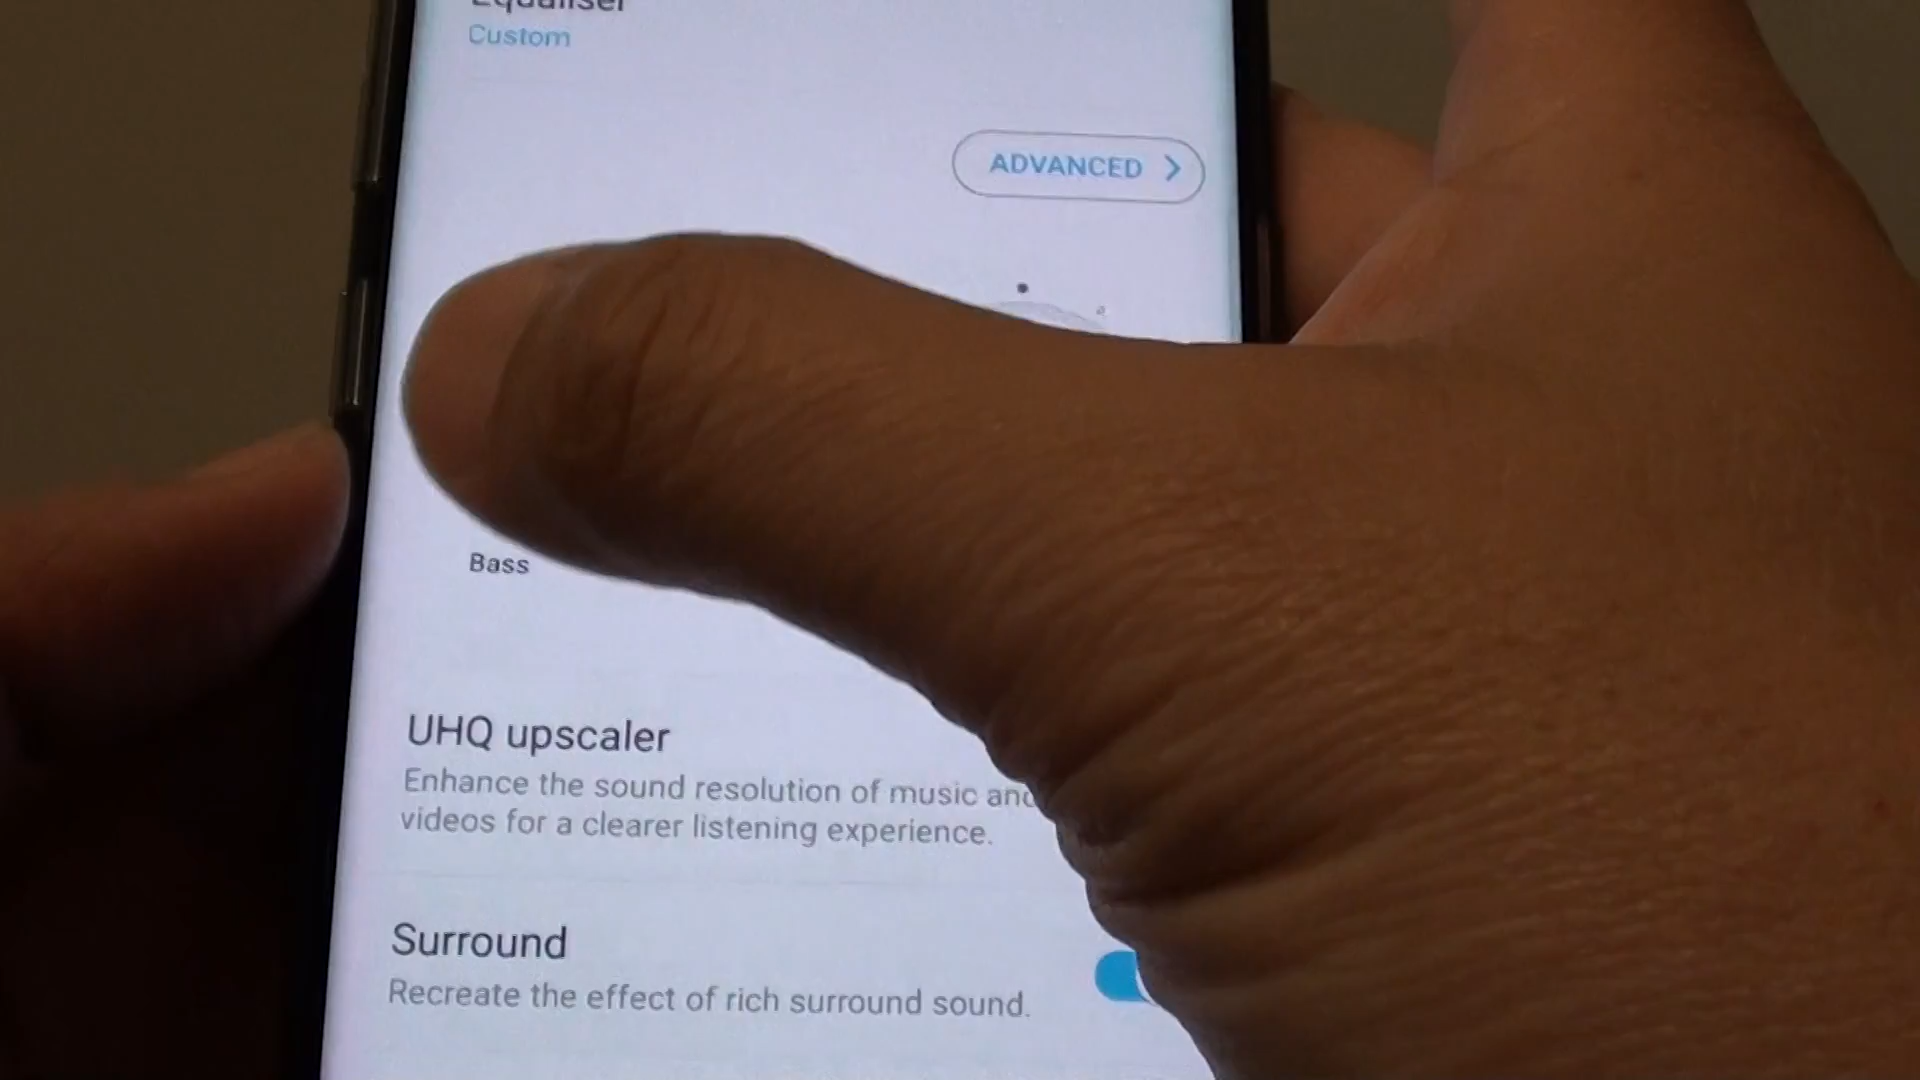 Equaliser
Custom
ADVANCED
Bass
UHQ upscaler
Enhance the sound resolution of music and
videos for a clearer listening experience.
Surround
Recreate the effect of rich surround sound.